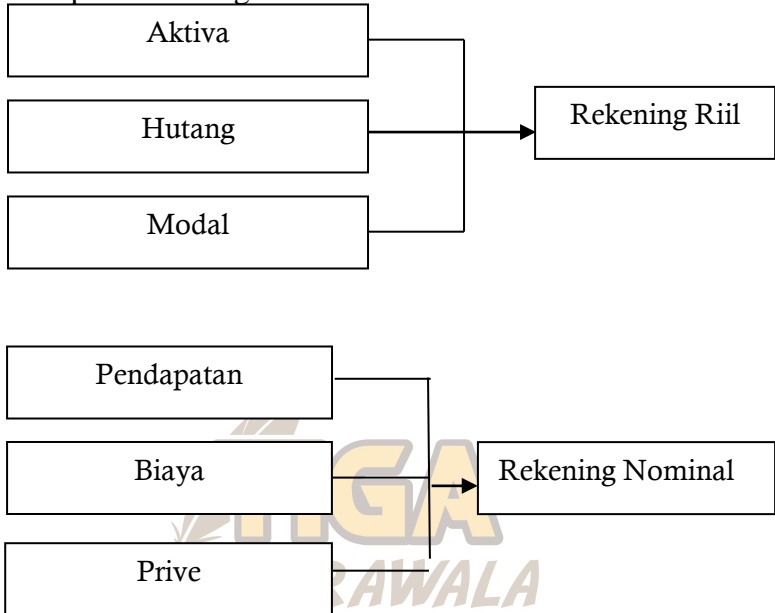 Aktiva
Hutang
Rekening Riil
Modal
Pendapatan
Biaya
Rekening Nominal
Prive